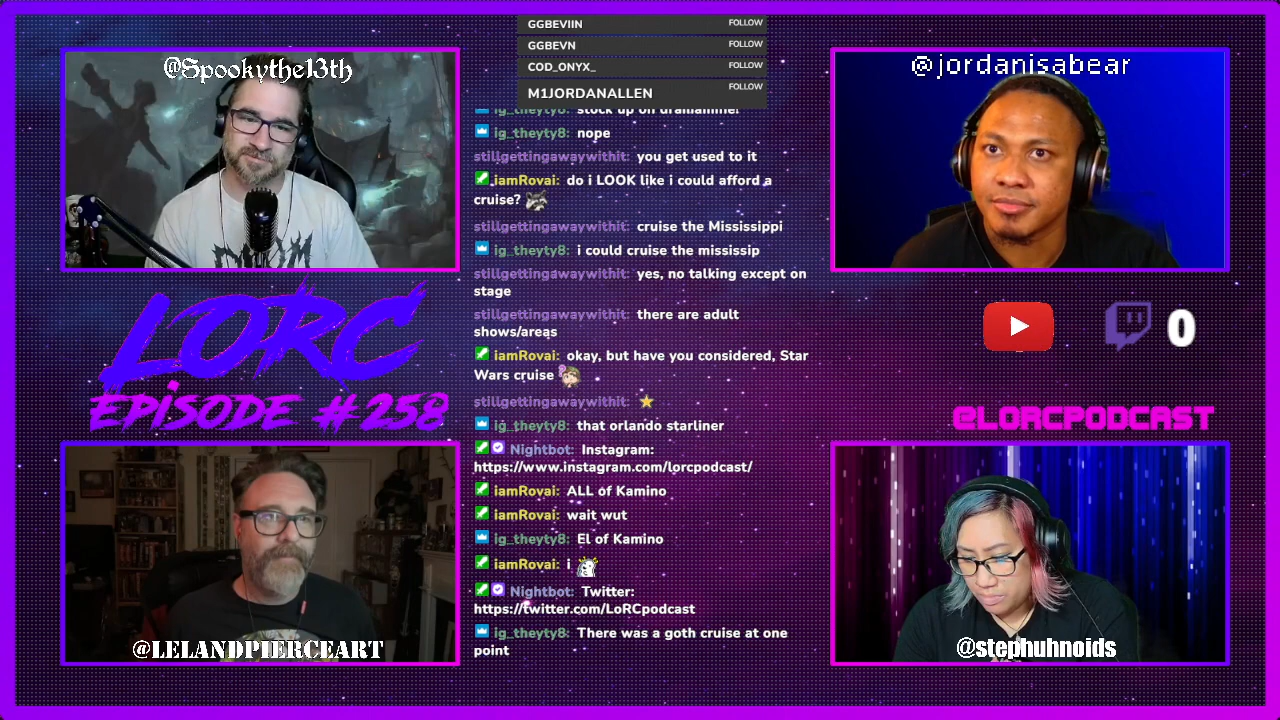 GGBEVIIN FOLLOW
GGBEVN FOLLOW
COD_ONYX_ FOLLOW
M1JORDANALLEN FOLLOW
@Spookythe13th
@jordanisabear
ig_theyty8: stock up on dramamine!
ig_theyty8: nope
stillgettingawaywithit: you get used to it
iamRovai: do i LOOK like i could afford a
cruise?
stillgettingawaywithit: cruise the Mississippi
ig_theyty8: i could cruise the mississip
stillgettingawaywithit: yes, no talking except on
stage
stillgettingawaywithit: there are adult
shows/areas
iamRovai: okay, but have you considered, Star
Wars cruise
stillgettingawaywithit:
ig_theyty8: that orlando starliner
Nightbot: Instagram:
https://www.instagram.com/lorcpodcast/
iamRovai: ALL of Kamino
iamRovai: wait wut
ig_theyty8: El of Kamino
iamRovai: i
Nightbot: Twitter:
https://twitter.com/LoRCpodcast
ig_theyty8: There was a goth cruise at one
point
LORC
EPISODE #258
0
@LORCPODCAST
@LELANDPIERCEART
@stephuhnoids